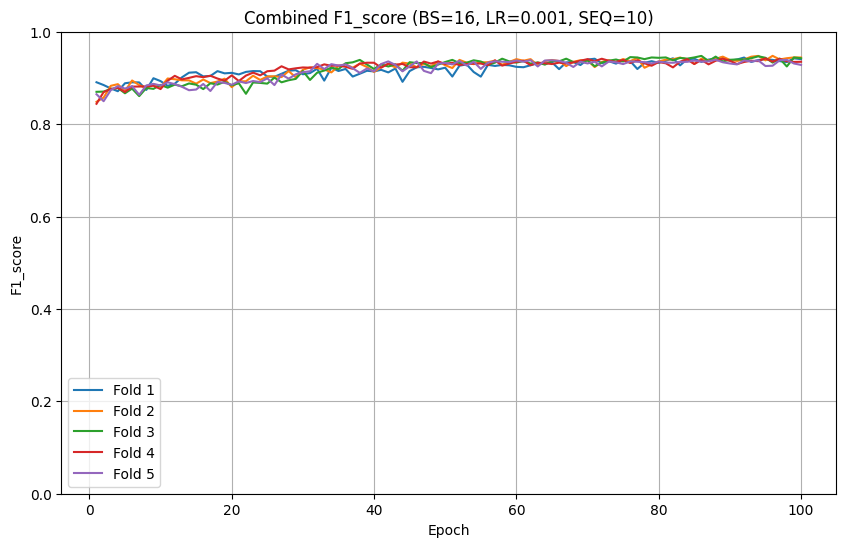 Combined F1_score (BS=16, LR=0.001, SEQ=10)
1.0
0.8
0.6
0.4
0.2
0.0
F1_score
Fold 1
Fold 2
Fold 3
Fold 4
Fold 5
0 20 40 60 80 100
Epoch